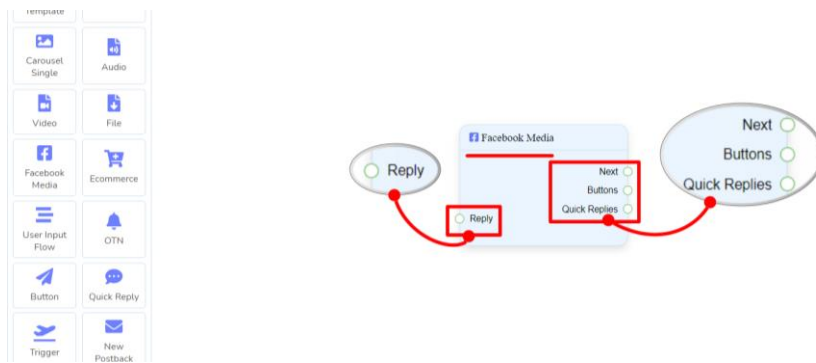 Template
Carousel
Single
Audio
Video
File
Facebook
Media
Ecommerce
User Input
Flow
OTN
Button
Quick Reply
Trigger
New
Postback
Reply
Facebook Media
Next
Buttons
Quick Replies
Reply
Next
Buttons
Quick Replies